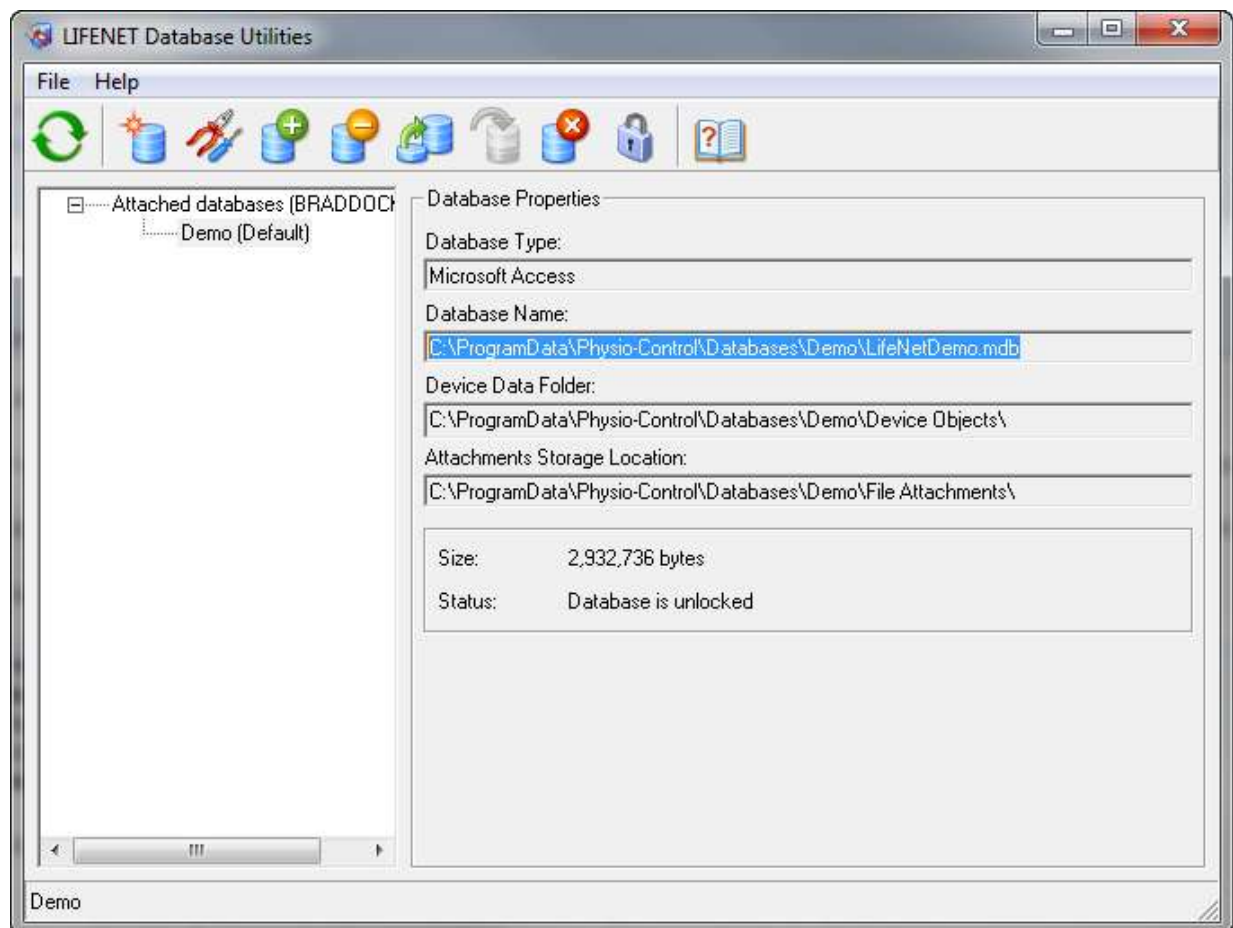 LIFENET Database Utilities
File Help
Attached databases (BRADDOCK
Demo (Default)
Database Properties
Database Type:
Microsoft Access
Database Name:
C:\ProgramData\Physio-Control\Databases\Demo\LifeNetDemo.mdb
Device Data Folder:
C:\ProgramData\Physio-Control\Databases\Demo\Device Objects\
Attachments Storage Location:
C:\ProgramData\Physio-Control\Databases\Demo\File Attachments\
Size: 2,932,736 bytes
Status: Database is unlocked
Demo